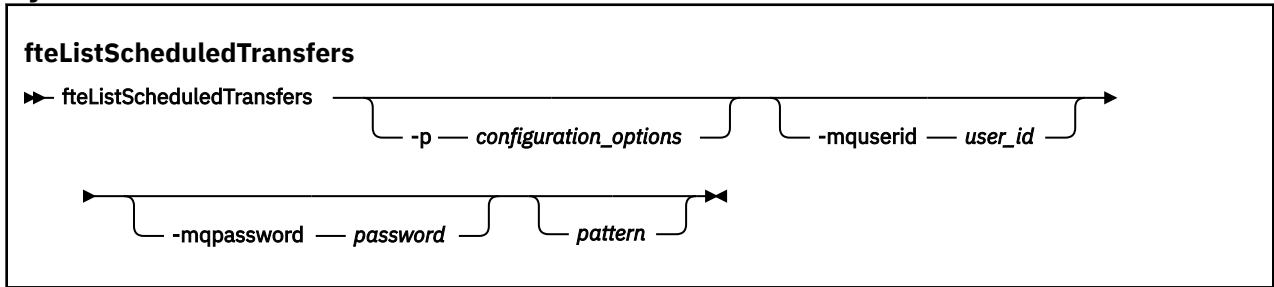 fteListScheduledTransfers
fteListScheduledTransfers
-p configuration_options -mquserid user_id
-mqpassword password pattern